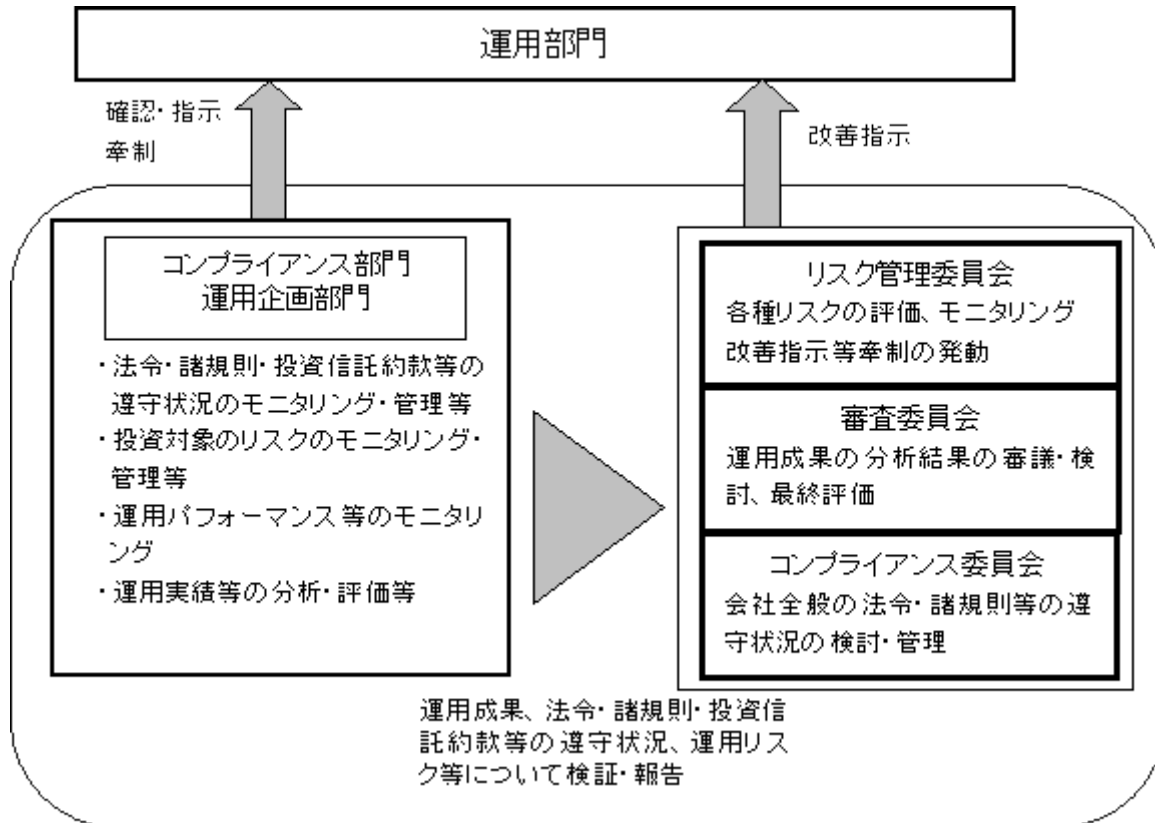 運用部門
確認・指示
牽制
改善指示
コンプライアンス部門
運用企画部門
・法令・諸規則・投資信託約款等の
遵守状況のモニタリング・管理等
・投資対象のリスクのモニタリング・
管理等
・運用パフォーマンス等のモニタリ
ング
・運用実績等の分析・評価等
リスク管理委員会
各種リスクの評価、モニタリング
改善指示等牽制の発動
審査委員会
運用成果の分析結果の審議・検
討、最終評価
コンプライアンス委員会
会社全般の法令・諸規則等の遵
守状況の検討・管理
運用成果、法令・諸規則・投資信
託約款等の遵守状況、運用リス
ク等について検証・報告